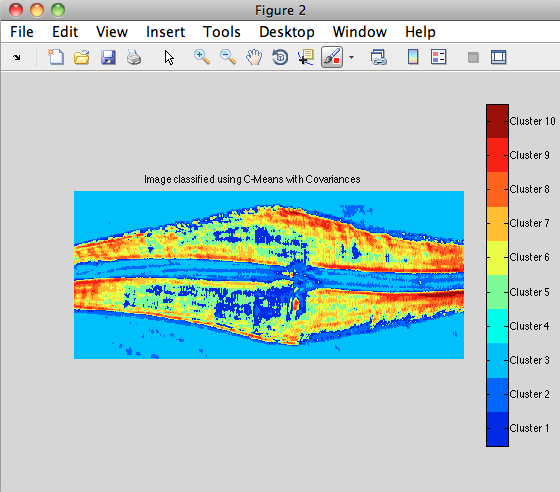 Figure 2
File Edit View Insert Tools Desktop Window Help
Image classified using C-Means with Covariances
Cluster 10
Cluster 9
Cluster 8
Cluster 7
Cluster 6
Cluster 5
Cluster 4
Cluster 3
Cluster 2
Cluster 1